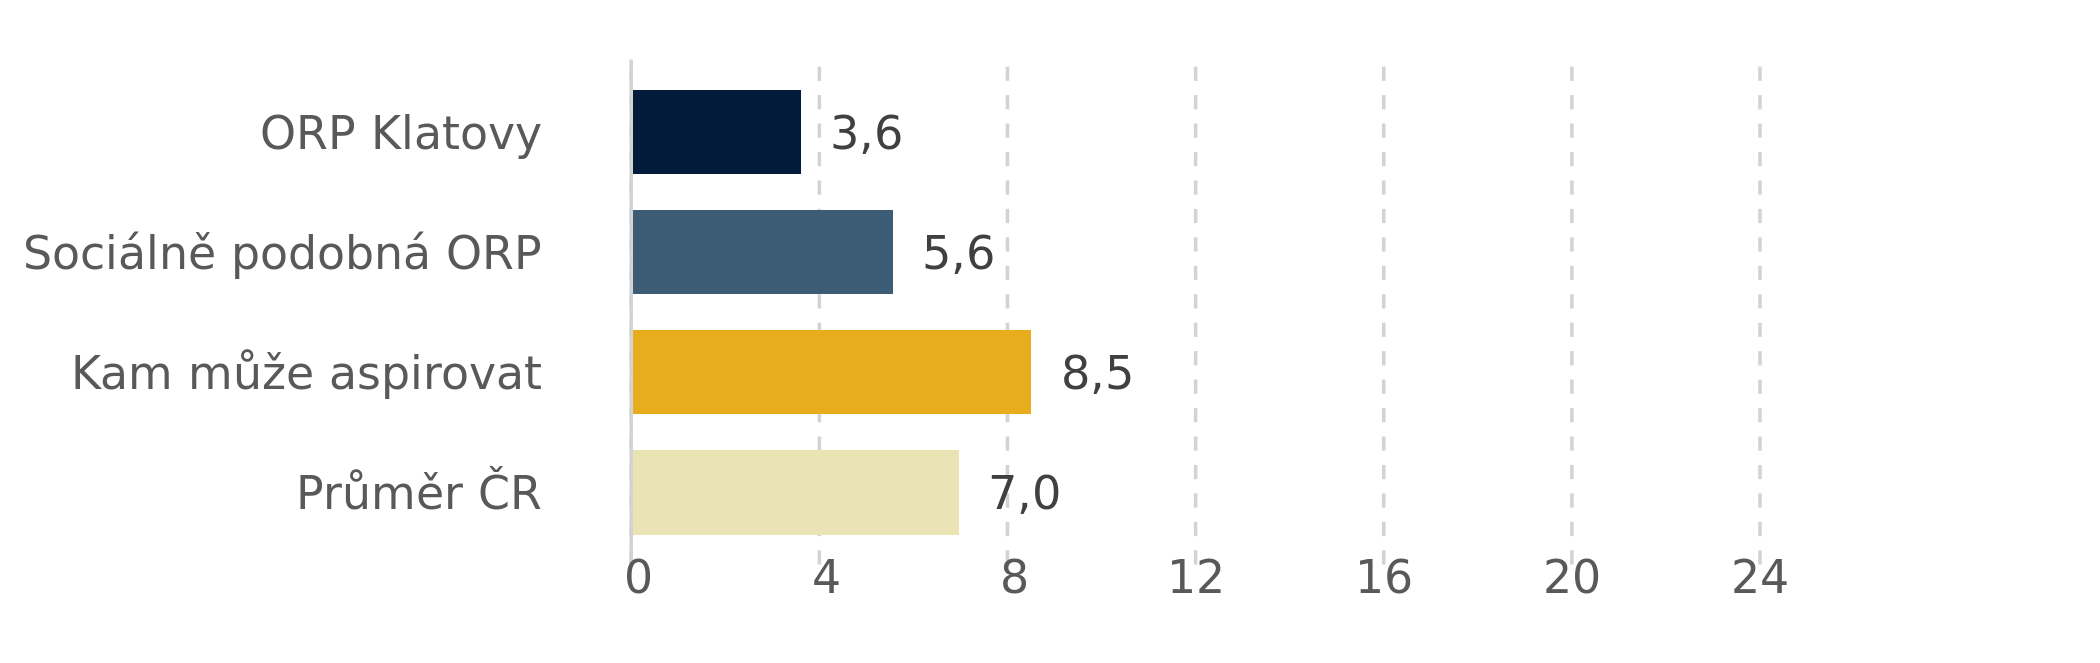 ORP Klatovy 3,6
Sociálně podobná ORP 5,6
Kam může aspirovat 8,5
Průměr ČR 7,0
0 4 8 12 16 20 24